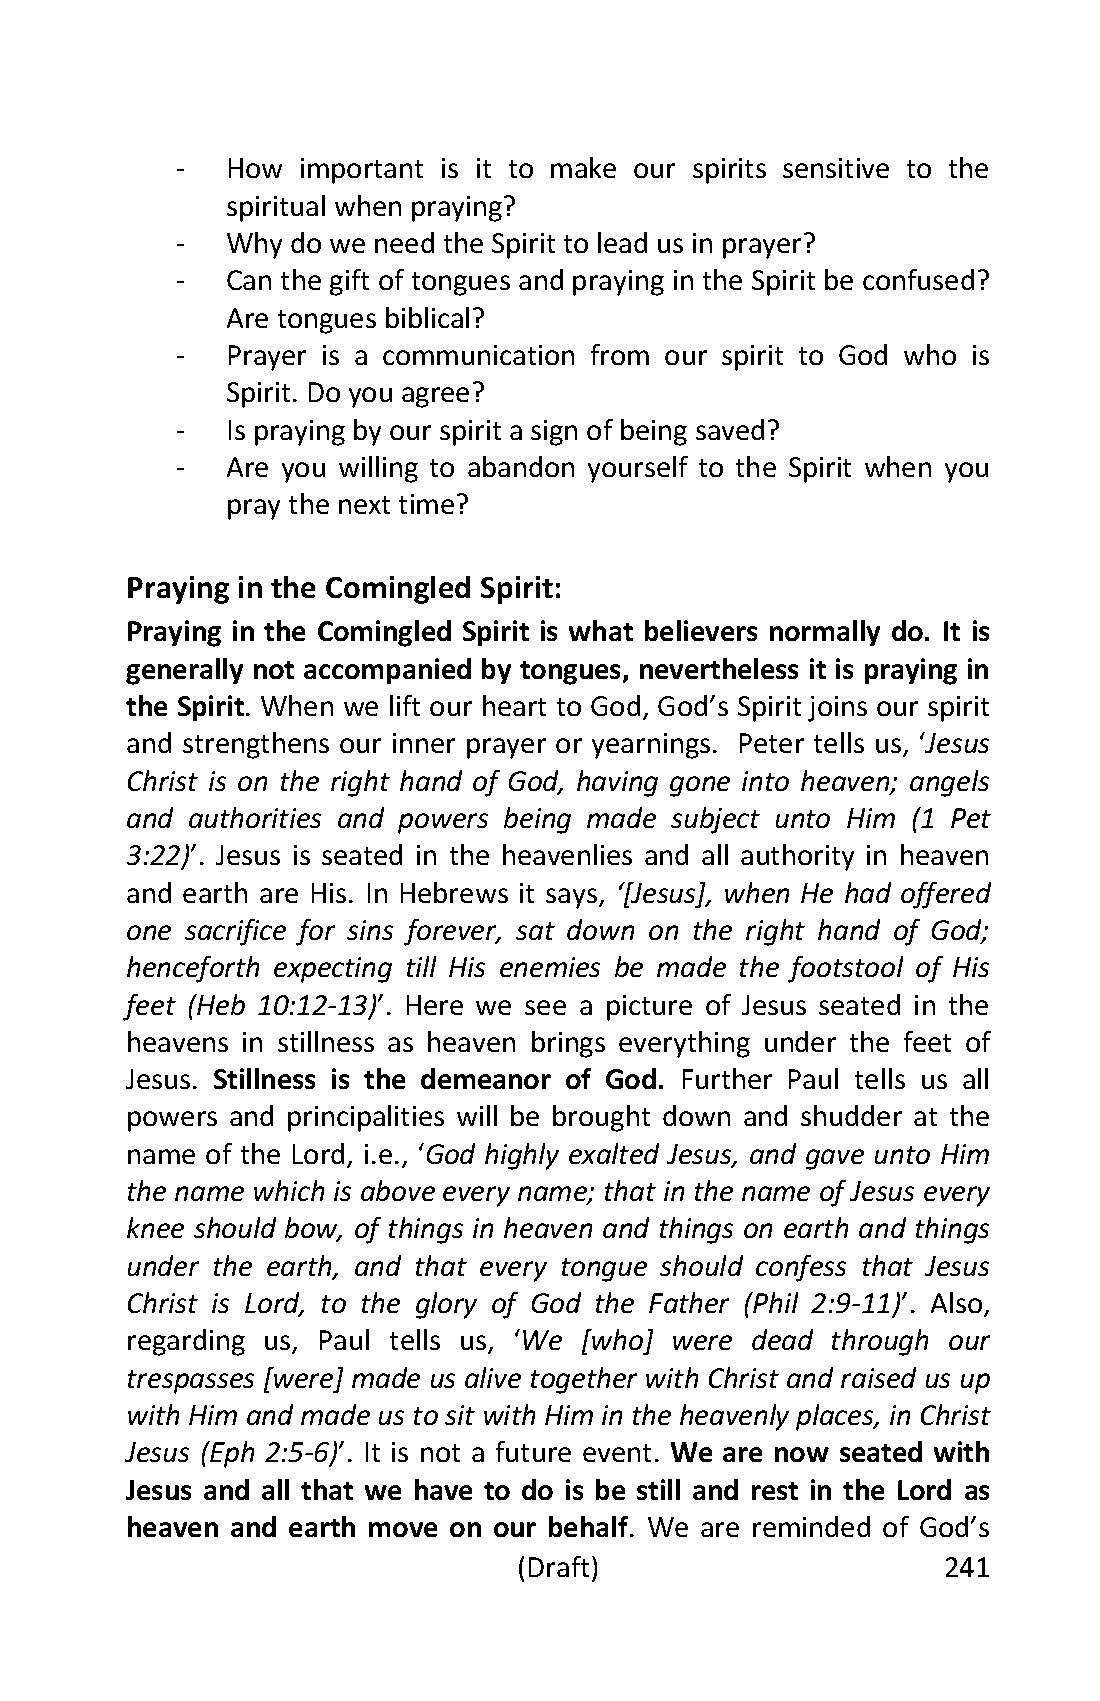 - How important is it to make our spirits sensitive to the
spiritual when praying?
- Why do we need the Spirit to lead us in prayer?
- Can the gift of tongues and praying in the Spirit be confused?
Are tongues biblical?
- Prayer is a communication from our spirit to God who is
Spirit. Do you agree?
- Is praying by our spirit a sign of being saved?
- Are you willing to abandon yourself to the Spirit when you
pray the next time?
Praying in the Comingled Spirit:
Praying in the Comingled Spirit is what believers normally do. It is
generally not accompanied by tongues, nevertheless it is praying in
the Spirit. When we lift our heart to God, God’s Spirit joins our spirit
and strengthens our inner prayer or yearnings. Peter tells us, ‘Jesus
Christ is on the right hand of God, having gone into heaven; angels
and authorities and powers being made subject unto Him (1 Pet
3:22)’. Jesus is seated in the heavenlies and all authority in heaven
and earth are His. In Hebrews it says, ‘[Jesus], when He had offered
one sacrifice for sins forever, sat down on the right hand of God;
henceforth expecting till His enemies be made the footstool of His
feet (Heb 10:12-13)’. Here we see a picture of Jesus seated in the
heavens in stillness as heaven brings everything under the feet of
Jesus. Stillness is the demeanor of God. Further Paul tells us all
powers and principalities will be brought down and shudder at the
name of the Lord, i.e., ‘God highly exalted Jesus, and gave unto Him
the name which is above every name; that in the name of Jesus every
knee should bow, of things in heaven and things on earth and things
under the earth, and that every tongue should confess that Jesus
Christ is Lord, to the glory of God the Father (Phil 2:9-11)’. Also,
regarding us, Paul tells us, ‘We [who] were dead through our
trespasses [were] made us alive together with Christ and raised us up
with Him and made us to sit with Him in the heavenly places, in Christ
Jesus (Eph 2:5-6)’. It is not a future event. We are now seated with
Jesus and all that we have to do is be still and rest in the Lord as
heaven and earth move on our behalf. We are reminded of God’s
(Draft) 241